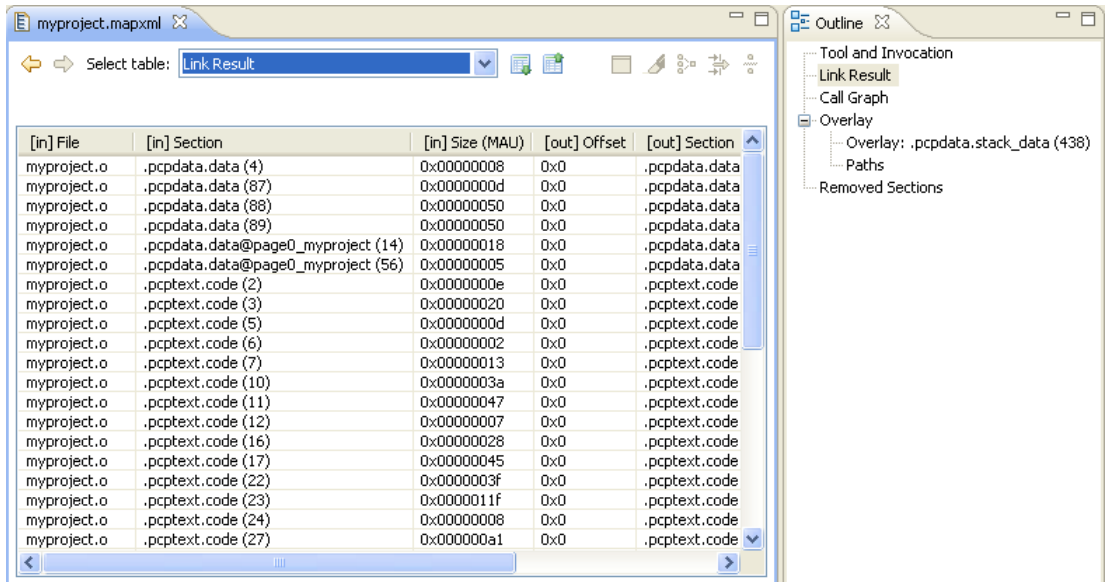 myproject.mapxml
Select table: Link Result
[in] File [in] Section [in] Size (MAU) [out] Offset [out] Section
myproject.o .pcpdata.data (4) 0x00000008 0x0 .pcpdata.data
myproject.o .pcpdata.data (87) 0x0000000d 0x0 .pcpdata.data
myproject.o .pcpdata.data (88) 0x00000050 0x0 .pcpdata.data
myproject.o .pcpdata.data (89) 0x00000050 0x0 .pcpdata.data
myproject.o .pcpdata.data@page0_myproject (14) 0x00000018 0x0 .pcpdata.data
myproject.o .pcpdata.data@page0_myproject (56) 0x00000005 0x0 .pcpdata.data
myproject.o .pcptext.code (2) 0x0000000e 0x0 .pcptext.code
myproject.o .pcptext.code (3) 0x00000020 0x0 .pcptext.code
myproject.o .pcptext.code (5) 0x0000000d 0x0 .pcptext.code
myproject.o .pcptext.code (6) 0x00000002 0x0 .pcptext.code
myproject.o .pcptext.code (7) 0x00000013 0x0 .pcptext.code
myproject.o .pcptext.code (10) 0x0000003a 0x0 .pcptext.code
myproject.o .pcptext.code (11) 0x00000047 0x0 .pcptext.code
myproject.o .pcptext.code (12) 0x00000007 0x0 .pcptext.code
myproject.o .pcptext.code (16) 0x00000028 0x0 .pcptext.code
myproject.o .pcptext.code (17) 0x00000045 0x0 .pcptext.code
myproject.o .pcptext.code (22) 0x0000003f 0x0 .pcptext.code
myproject.o .pcptext.code (23) 0x0000011f 0x0 .pcptext.code
myproject.o .pcptext.code (24) 0x00000008 0x0 .pcptext.code
myproject.o .pcptext.code (27) 0x000000a1 0x0 .pcptext.code
Outline
Tool and Invocation
Link Result
Call Graph
Overlay
Overlay: .pcpdata.stack_data (438)
Paths
Removed Sections